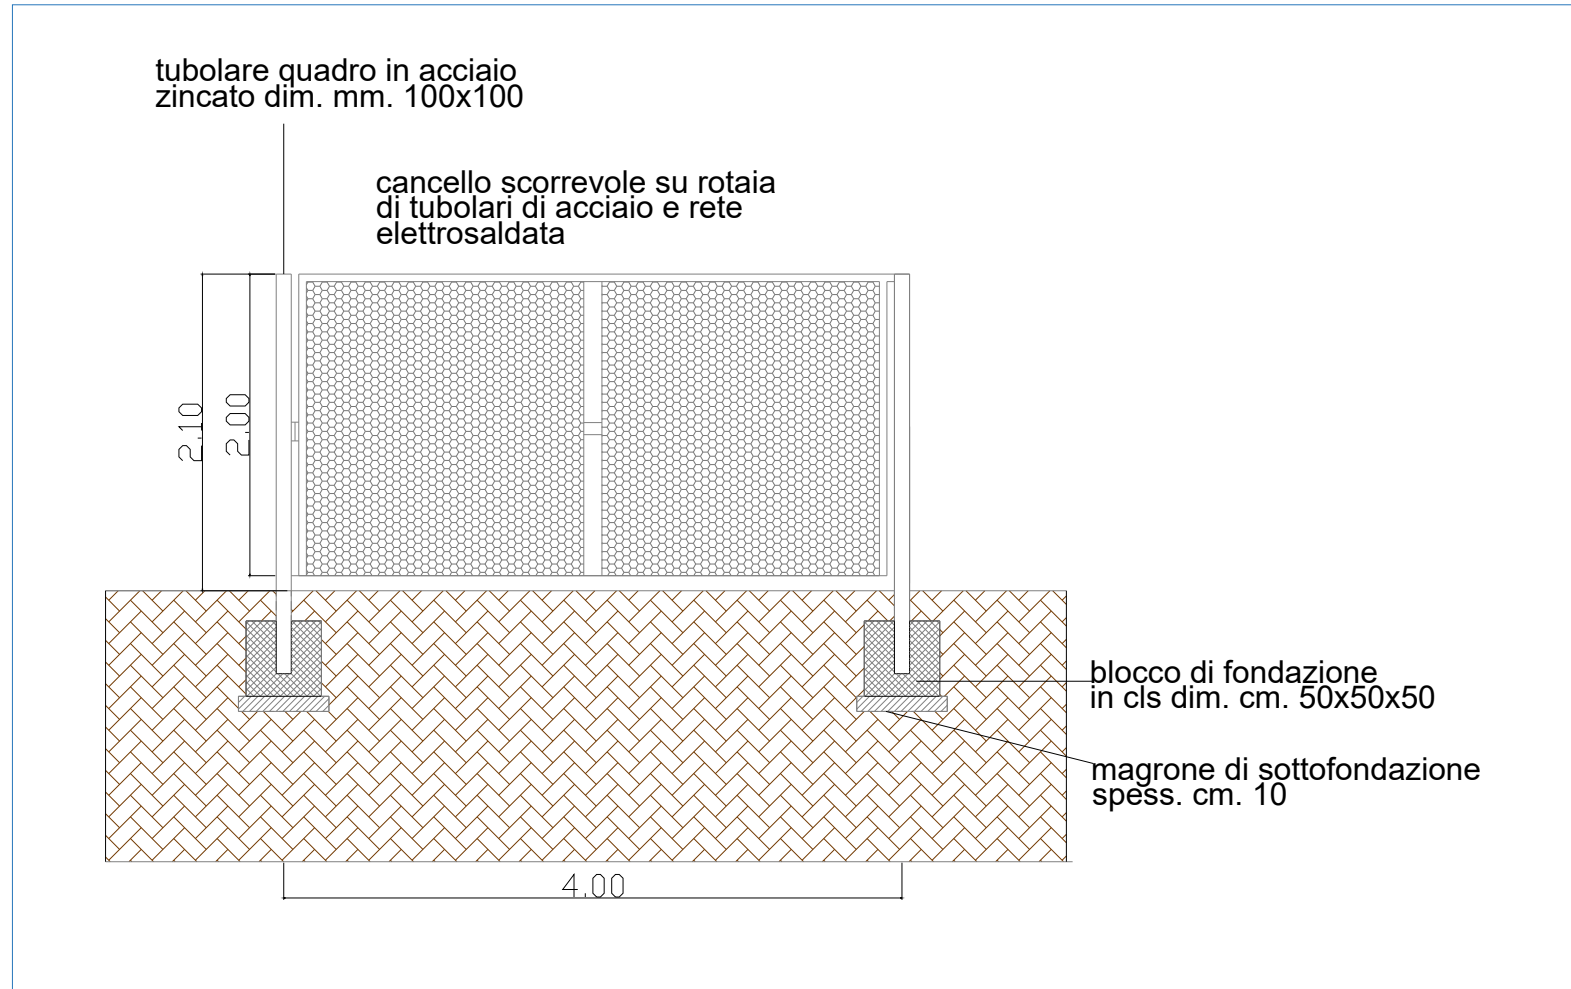 tubolare quadro in acciaio
zincato dim. mm. 100x100
cancello scorrevole su rotaia
di tubolari di acciaio e rete
elettrosaldata
2,10
2,00
blocco di fondazione
in cls dim. cm. 50x50x50
magrone di sottofondazione
spess. cm. 10
4,00